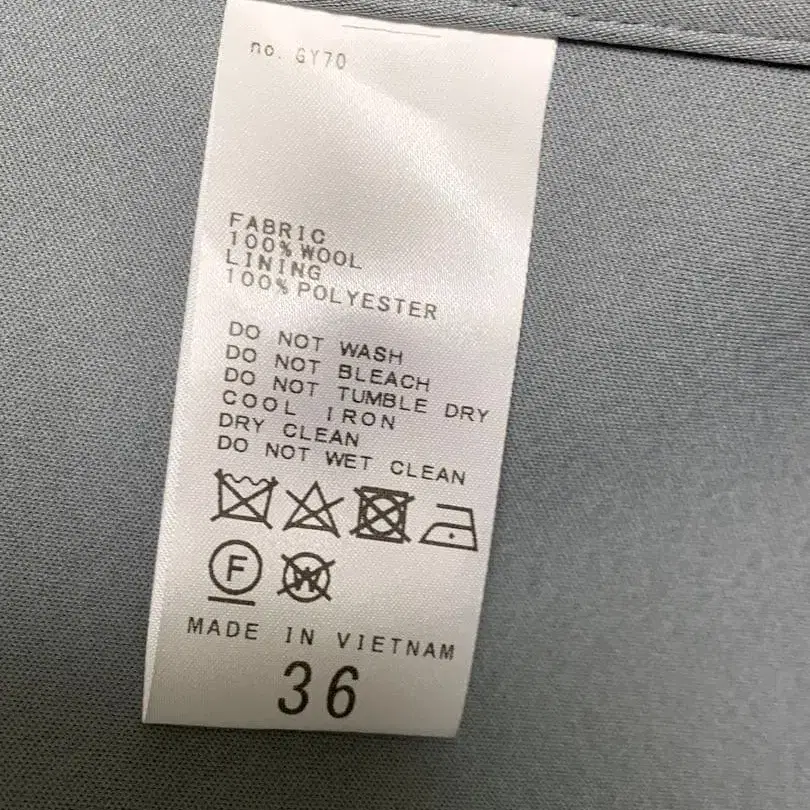 no. GY70
FABRIC
100% WOOL
LINING
100% POLYESTER
DO NOT WASH
DO NOT BLEACH
DO NOT TUMBLE DRY
COOL IRON
DRY CLEAN
DO NOT WET CLEAN
F W
MADE IN VIETNAM
36